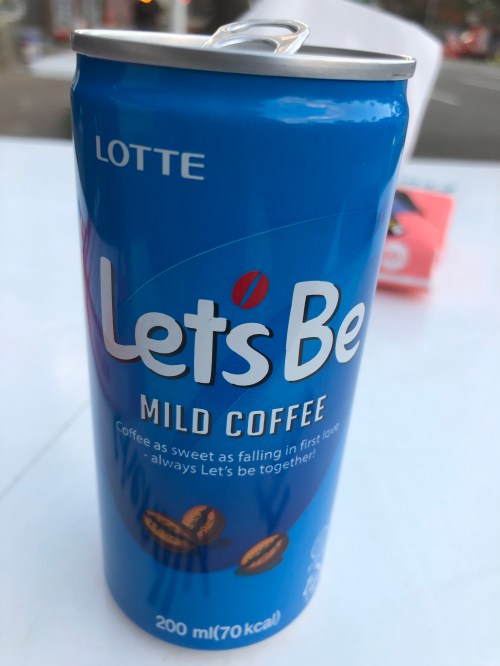 LOTTE
Let's Be
MILD COFFEE
Coffee as sweet as falling in first love
- always Let's be together!
200 ml(70 kcal)